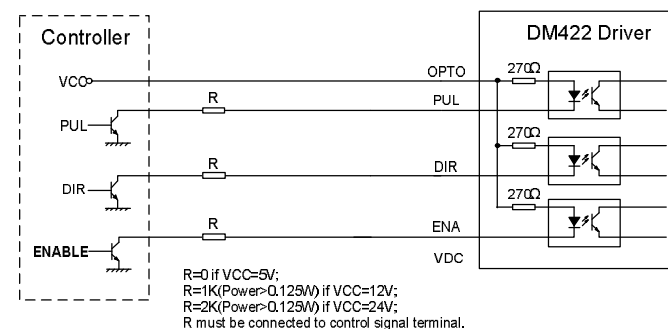 Controller
DM422 Driver
VCC
OPTO
270Ω
R
PUL
PUL
270Ω
R
DIR
DIR
270Ω
R
ENA
ENABLE
VDC
R=0 if VCC=5V;
R=1K(Power>0.125W) if VCC=12V;
R=2K(Power>0.125W) if VCC=24V;
R must be connected to control signal terminal.